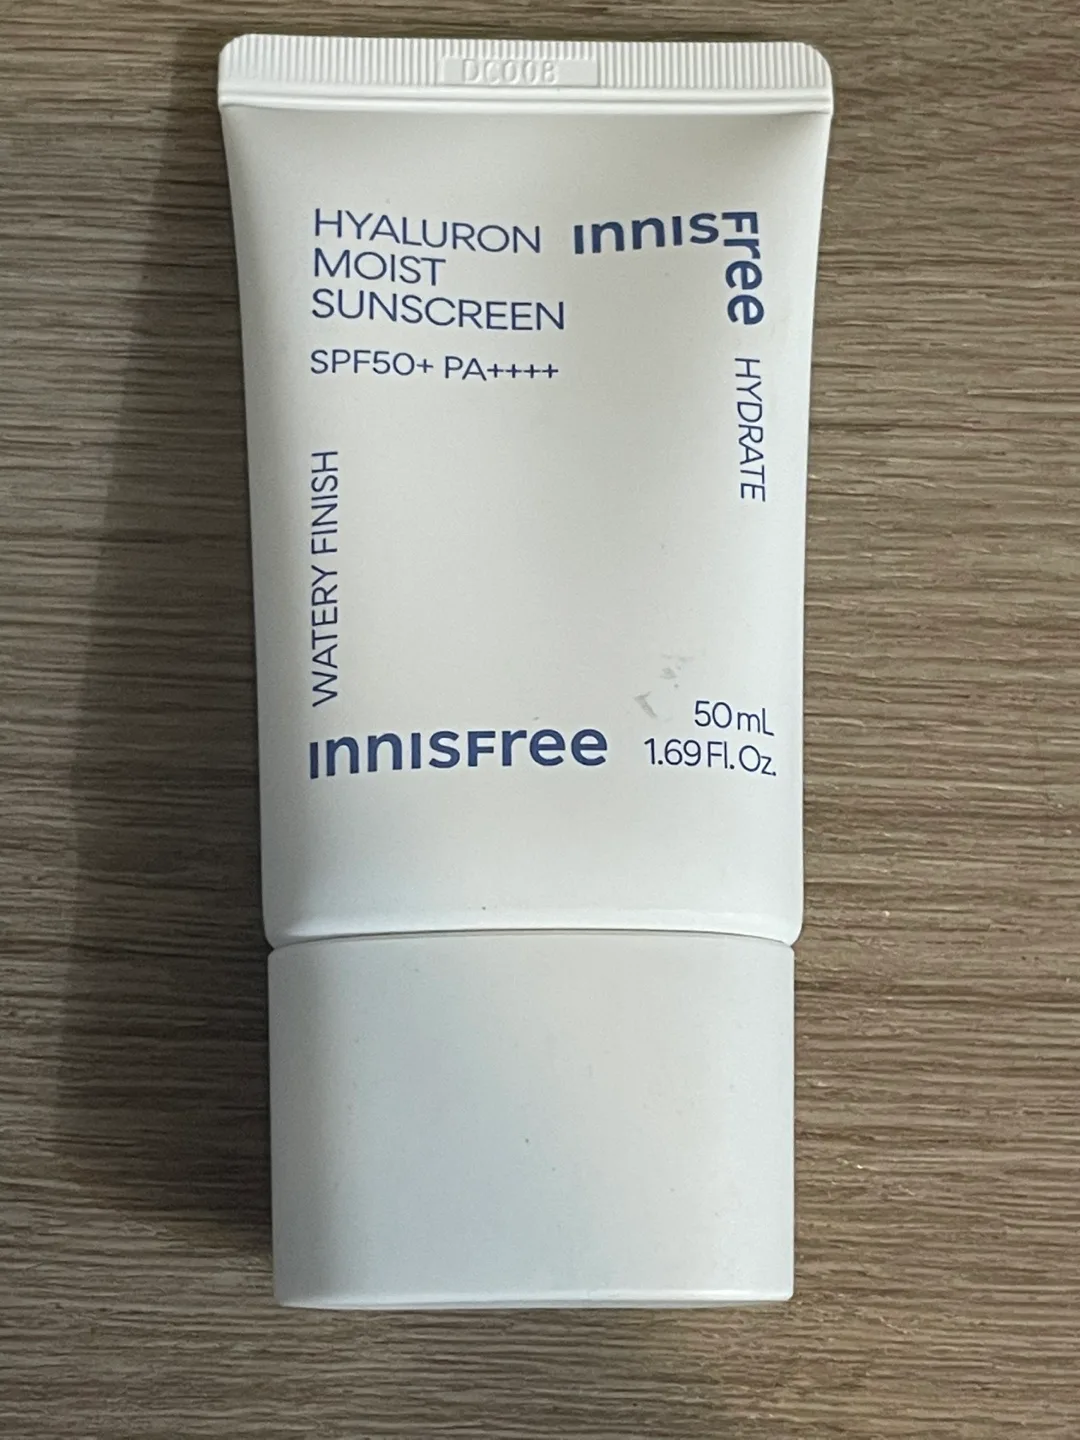 DC008
HYALURON
MOIST
SUNSCREEN
SPF50+ PA++++
INNISFree
HYDRATE
WATERY FINISH
INNISFree
50mL
1.69 Fl. Oz.